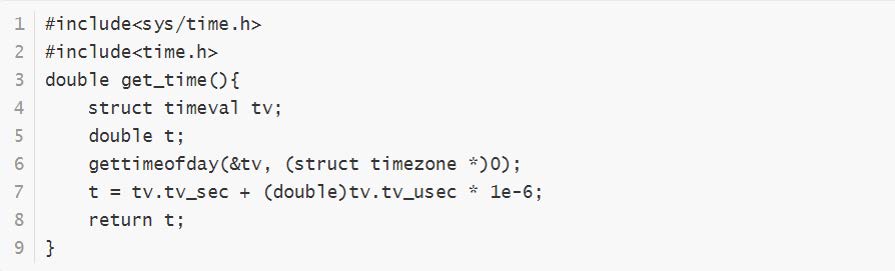 1 #include<sys/time.h>
2 #include<time.h>
3 double get_time(){
4     struct timeval tv;
5     double t;
6     gettimeofday(&tv, (struct timezone *)0);
7     t = tv.tv_sec + (double)tv.tv_usec * 1e-6;
8     return t;
9 }